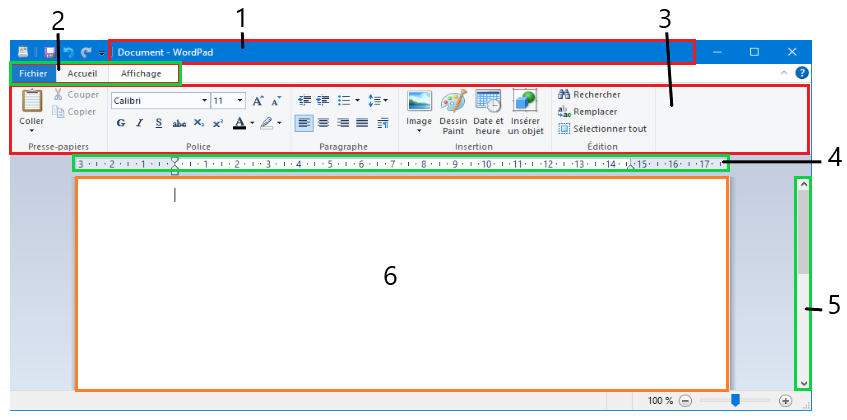 1
2
3
Document - WordPad
Fichier Accueil Affichage
Coller
Couper
Copier
Presse-papiers
Calibri 11 A A
G I S abc X₂ X² A
Police
Paragraphe
Image
Dessin Paint
Date et heure
Insérer un objet
Insertion
Rechercher
Remplacer
Sélectionner tout
Édition
3 2 1 1 2 3 4 5 6 7 8 9 10 11 12 13 14 15 16 17
4
5
6
100 %